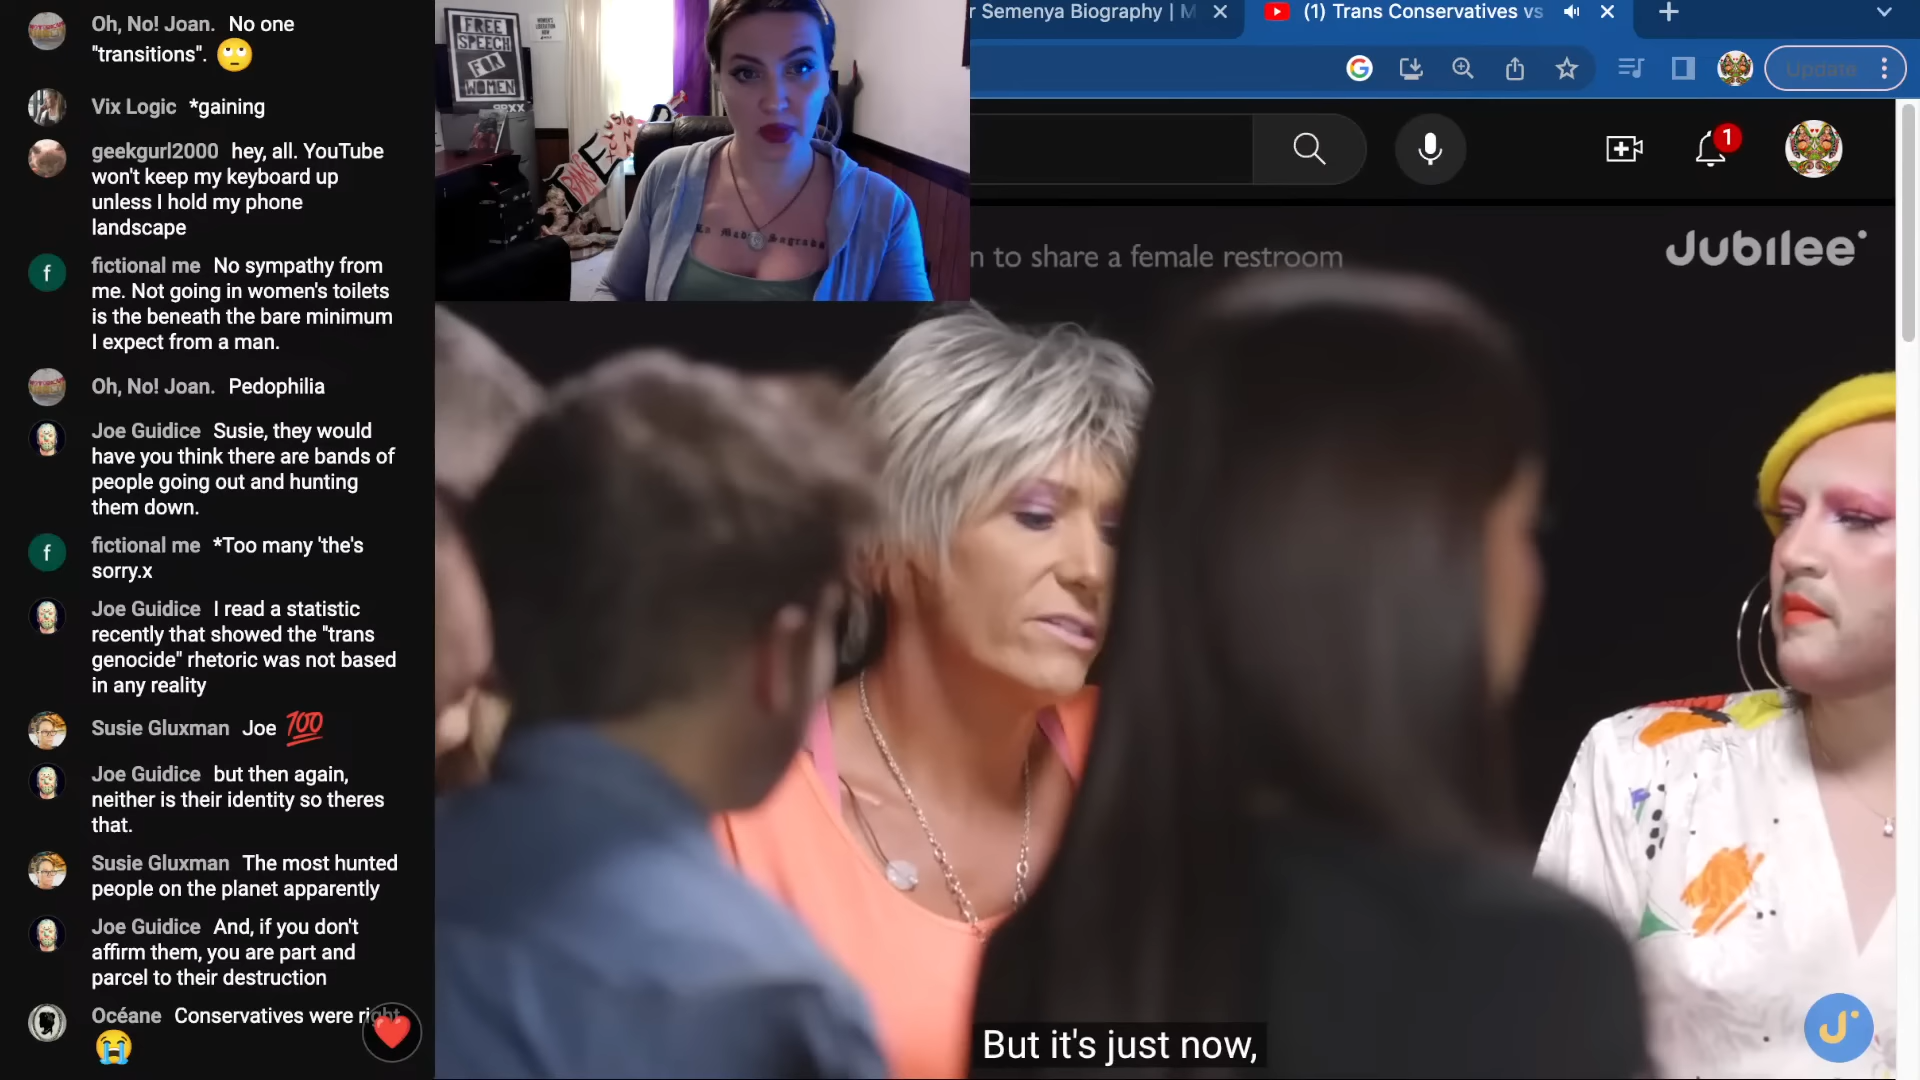 Oh, No! Joan. No one
"transitions". 🙄
Vix Logic *gaining
geekgurl2000 hey, all. YouTube
won't keep my keyboard up
unless I hold my phone
landscape
fictional me No sympathy from
me. Not going in women's toilets
is the beneath the bare minimum
I expect from a man.
Oh, No! Joan. Pedophilia
Joe Guidice Susie, they would
have you think there are bands of
people going out and hunting
them down.
fictional me *Too many 'the's
sorry.x
Joe Guidice I read a statistic
recently that showed the "trans
genocide" rhetoric was not based
in any reality
Susie Gluxman Joe 💯
Joe Guidice but then again,
neither is their identity so theres
that.
Susie Gluxman The most hunted
people on the planet apparently
Joe Guidice And, if you don't
affirm them, you are part and
parcel to their destruction
Océane Conservatives were right
😭
FREE
SPEECH
FOR
WOMEN
r Semenya Biography | M
(1) Trans Conservatives vs
Update
1
n to share a female restroom
Jubilee
f
f
But it's just now,